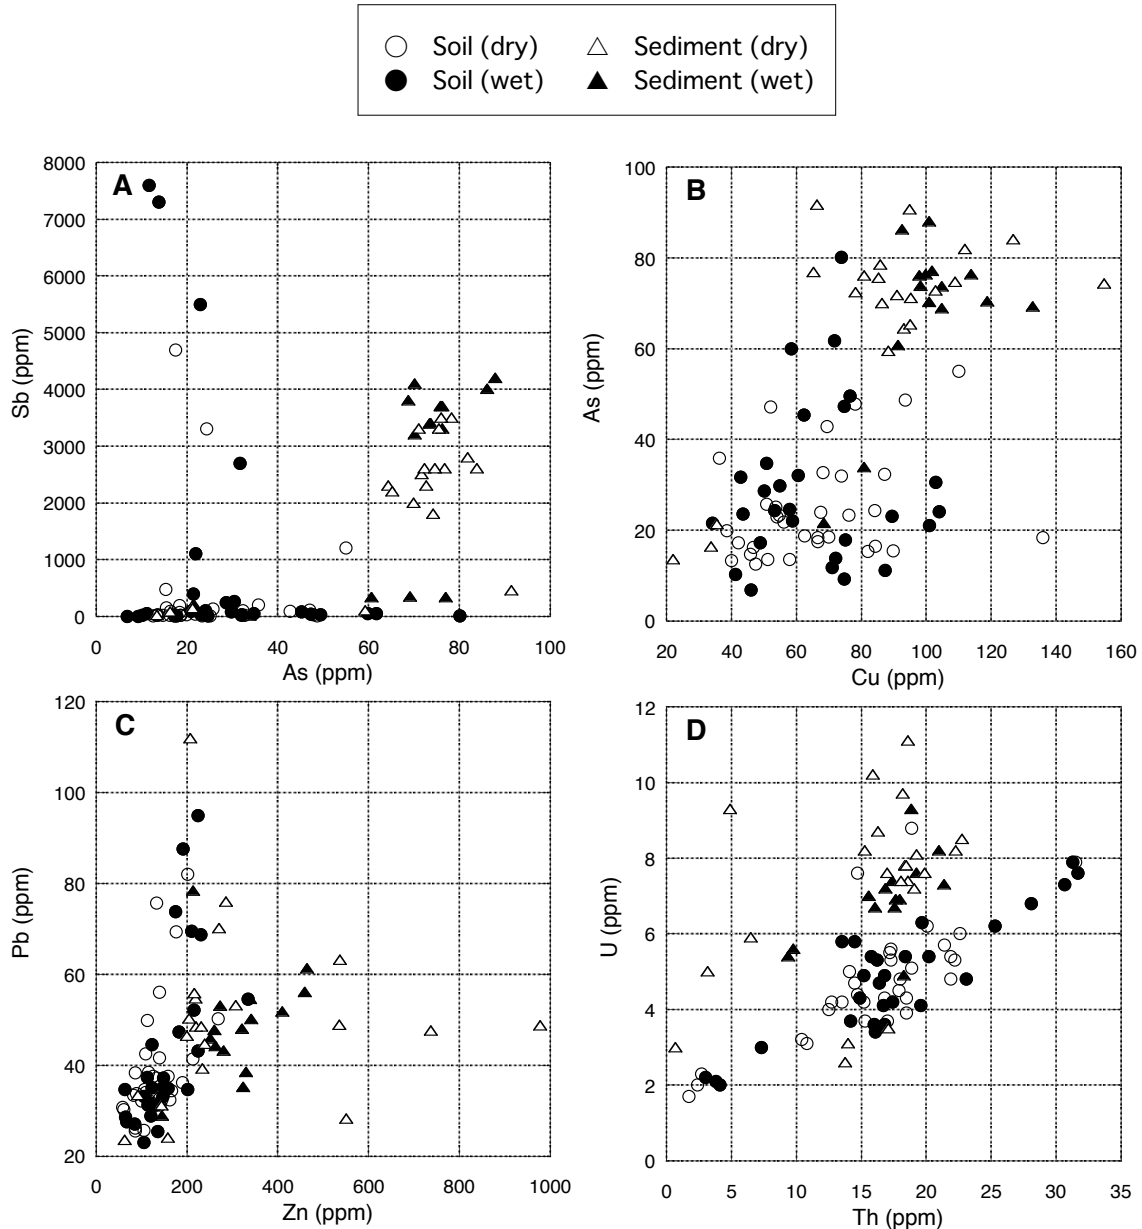 Soil (dry) Sediment (dry)
Soil (wet) Sediment (wet)
A
8000
7000
6000
5000
4000
3000
2000
1000
0
Sb (ppm)
0 20 40 60 80 100
As (ppm)
B
100
80
60
40
20
0
As (ppm)
20 40 60 80 100 120 140 160
Cu (ppm)
C
120
100
80
60
40
20
Pb (ppm)
0 200 400 600 800 1000
Zn (ppm)
D
12
10
8
6
4
2
0
U (ppm)
0 5 10 15 20 25 30 35
Th (ppm)